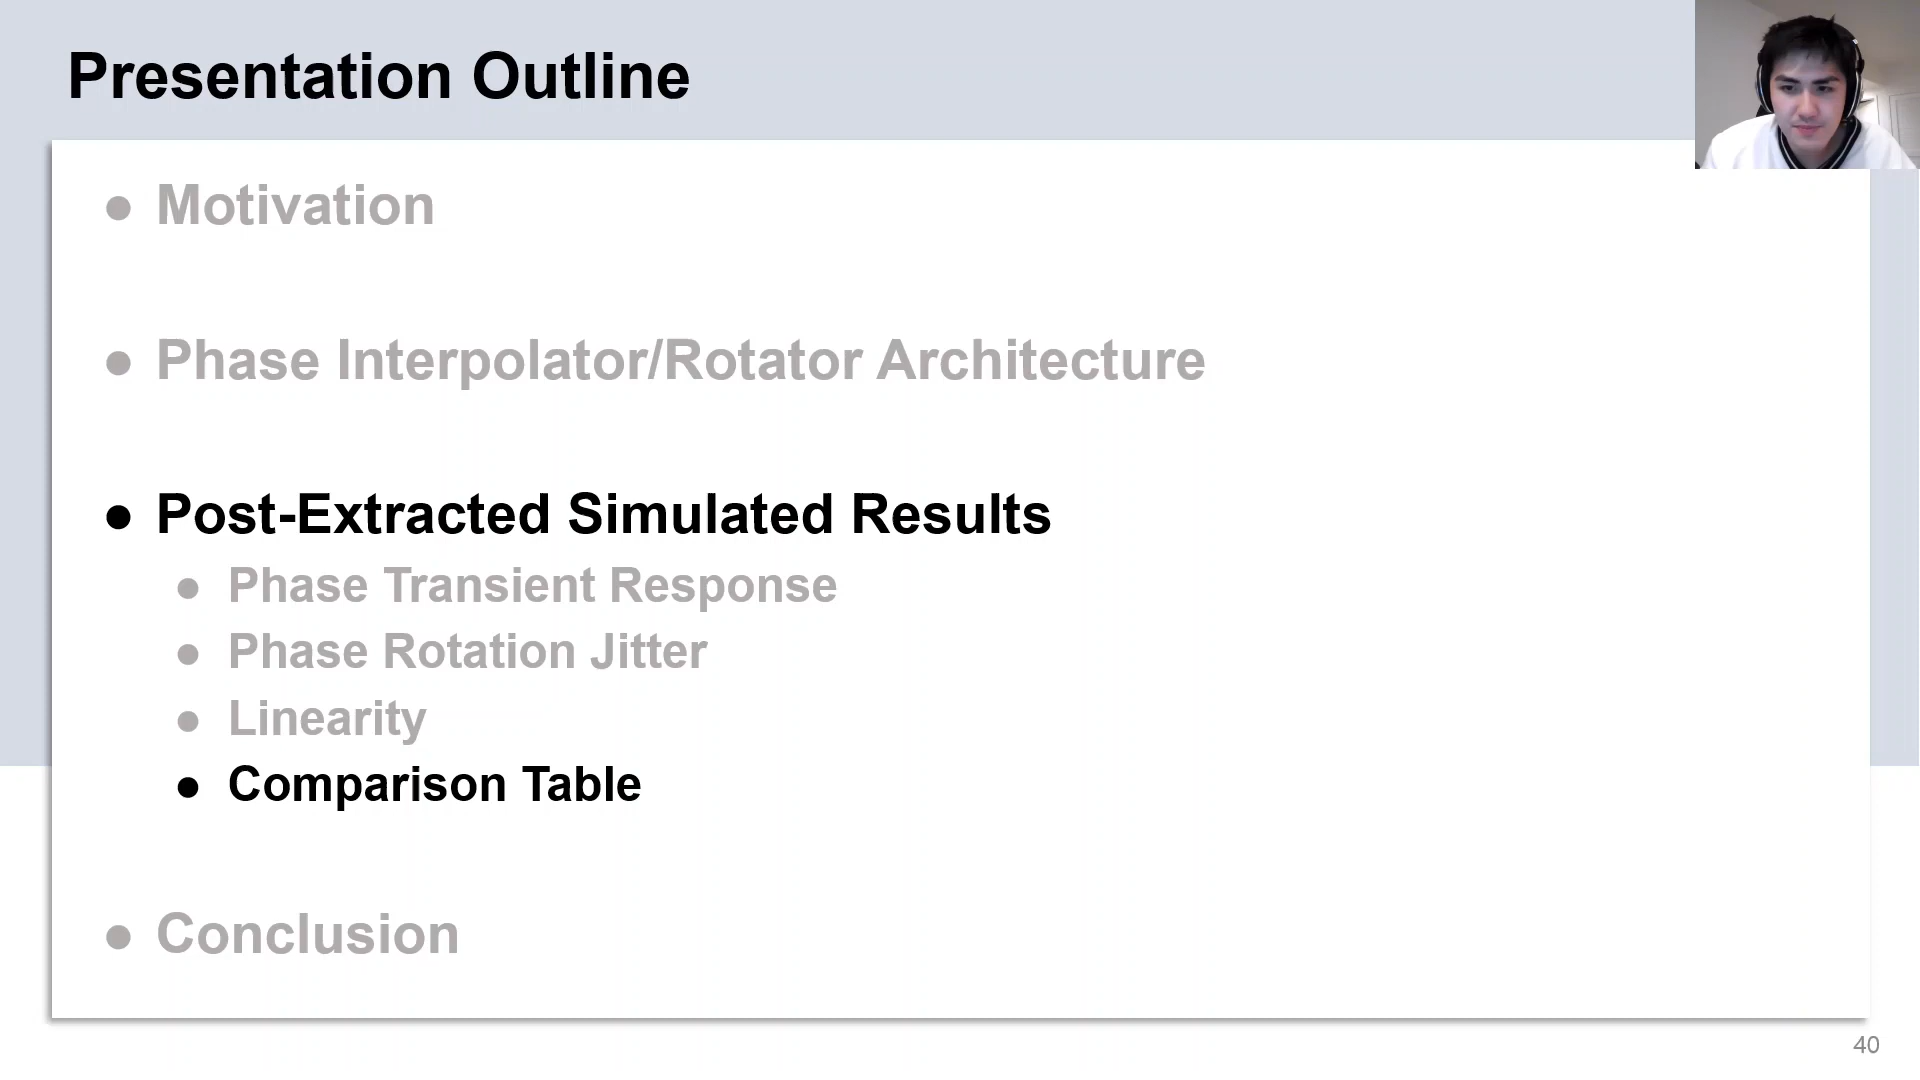 Presentation Outline
● Motivation
● Phase Interpolator/Rotator Architecture
● Post-Extracted Simulated Results
● Phase Transient Response
● Phase Rotation Jitter
● Linearity
● Comparison Table
● Conclusion
40